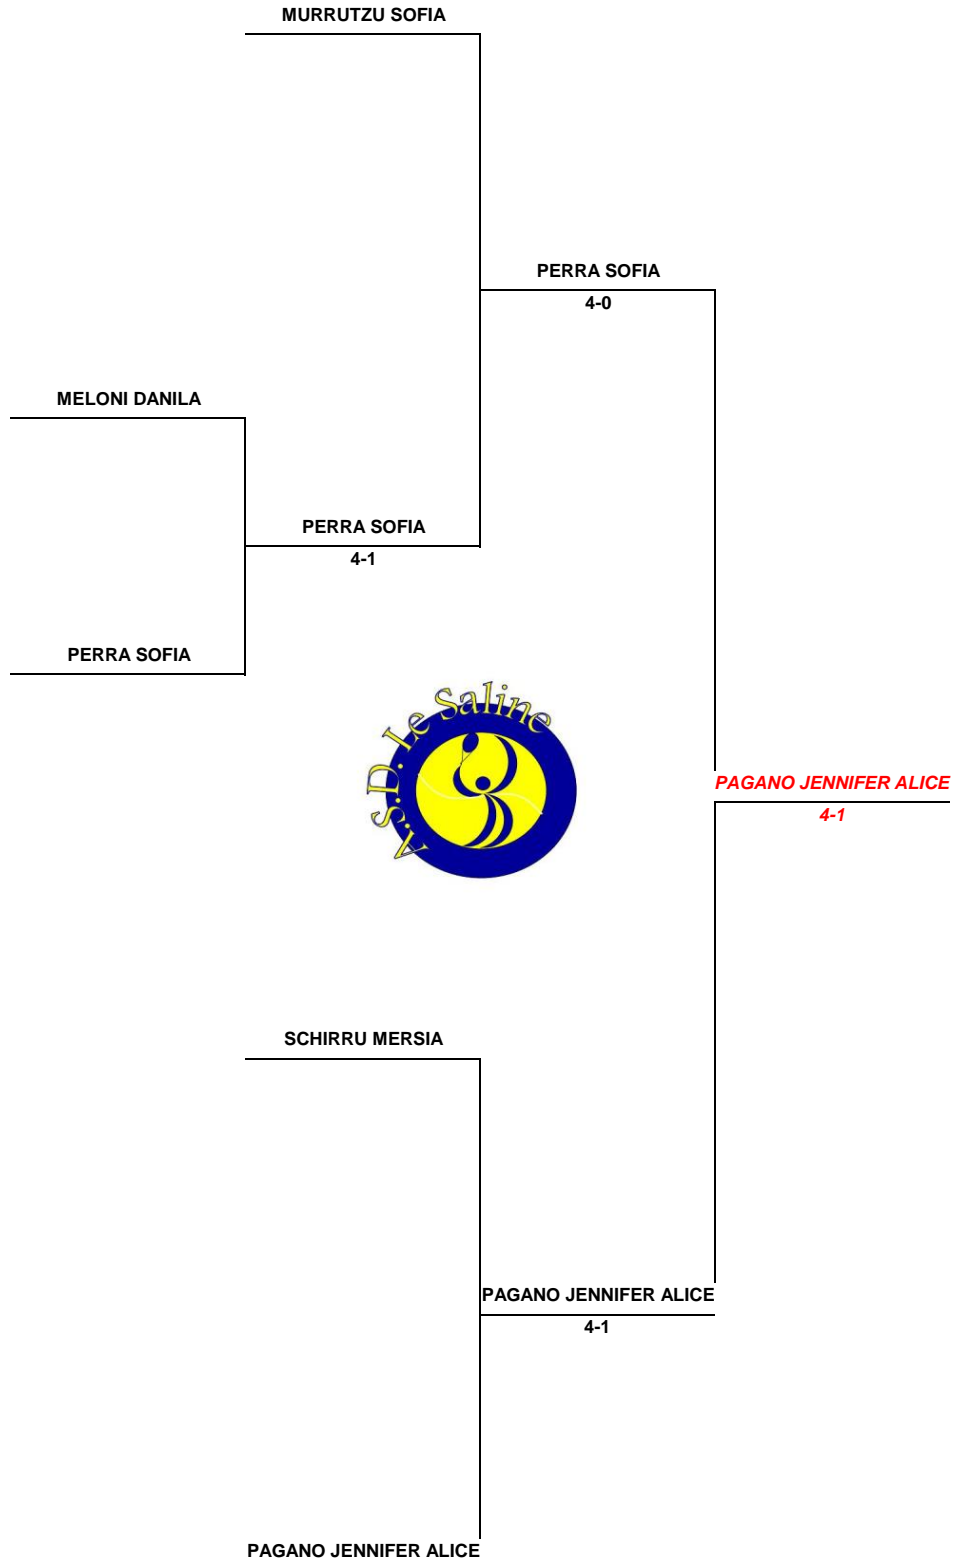 MURRUTZU SOFIA
PERRA SOFIA
4-0
MELONI DANILA
PERRA SOFIA
4-1
PERRA SOFIA
A.S.D. Le Saline
PAGANO JENNIFER ALICE
4-1
SCHIRRU MERSIA
PAGANO JENNIFER ALICE
4-1
PAGANO JENNIFER ALICE